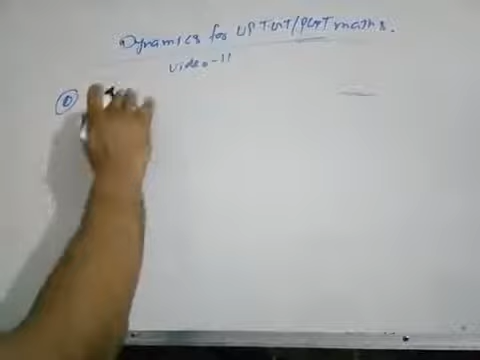 Dynamics for UP TGT/PGT maths.
video-11
①